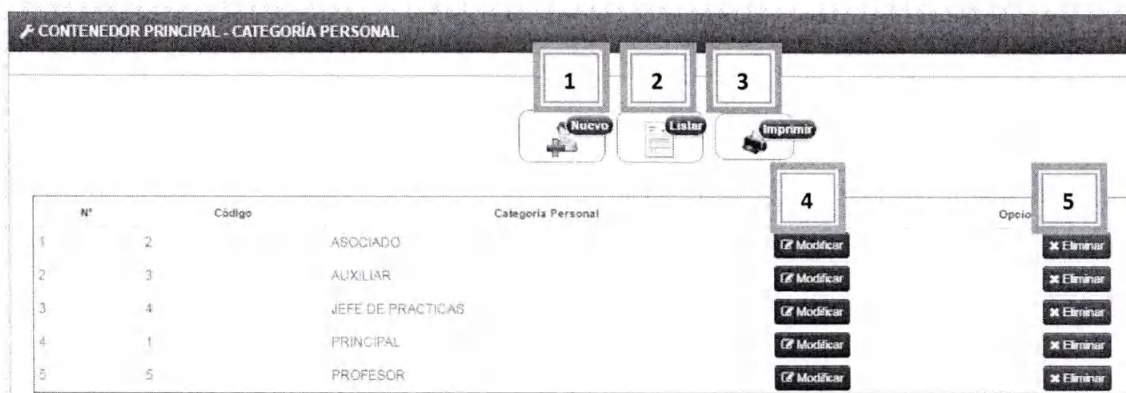 CONTENEDOR PRINCIPAL - CATEGORÍA PERSONAL
1 2 3
Nuevo Listar Imprimir
4 5
N° Código Categoría Personal Opcio
1 2 ASOCIADO Modificar Eliminar
2 3 AUXILIAR Modificar Eliminar
3 4 JEFE DE PRACTICAS Modificar Eliminar
4 1 PRINCIPAL Modificar Eliminar
5 5 PROFESOR Modificar Eliminar